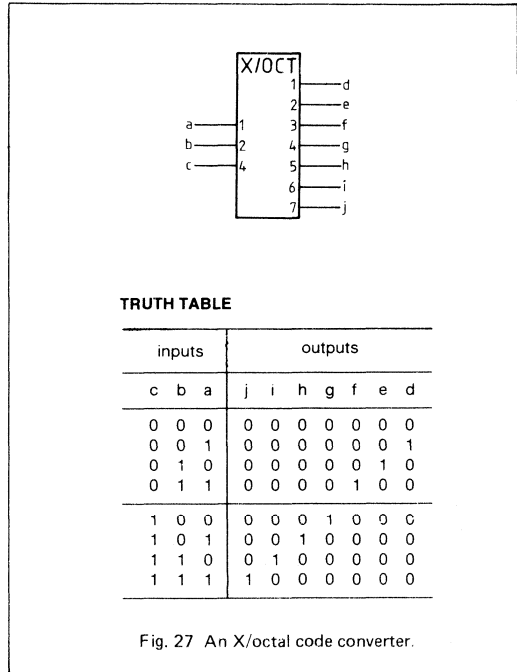 X/OCT
1 d
2 e
a 1 3 f
b 2 4 g
c 4 5 h
6 i
7 j
TRUTH TABLE
inputs outputs
c b a j i h g f e d
0 0 0 0 0 0 0 0 0 0
0 0 1 0 0 0 0 0 0 1
0 1 0 0 0 0 0 0 1 0
0 1 1 0 0 0 0 1 0 0
1 0 0 0 0 0 1 0 0 0
1 0 1 0 0 1 0 0 0 0
1 1 0 0 1 0 0 0 0 0
1 1 1 1 0 0 0 0 0 0
Fig. 27 An X/octal code converter.